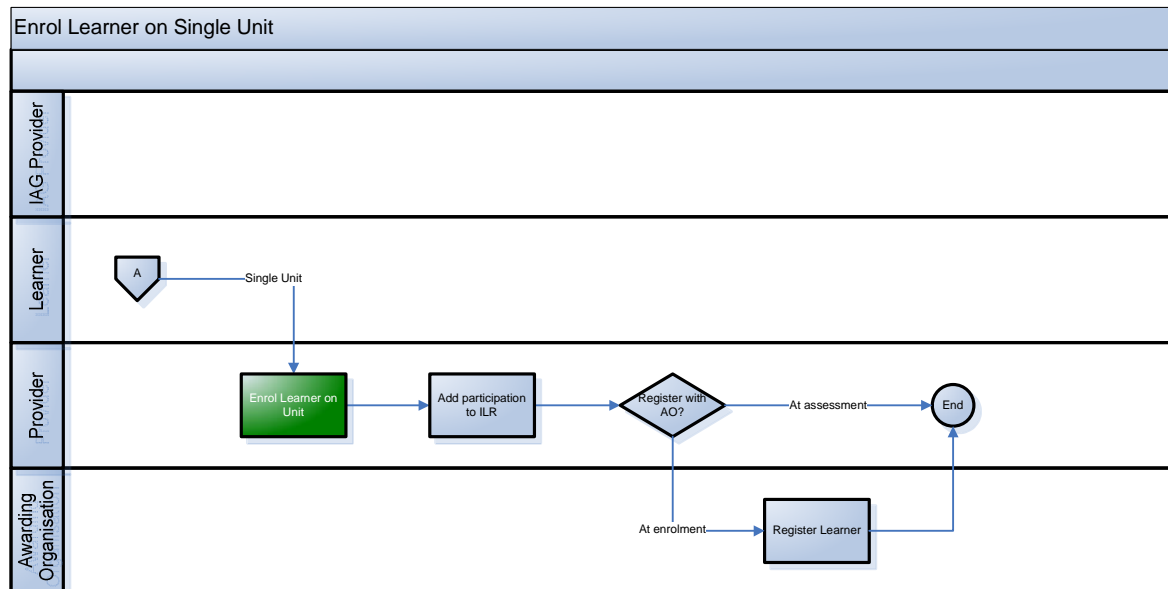 Enrol Learner on Single Unit
IAG Provider
Learner
A
Single Unit
Provider
Enrol Learner on
Unit
Add participation
to ILR
Register with
AO?
At assessment
End
Awarding
Organisation
At enrolment
Register Learner